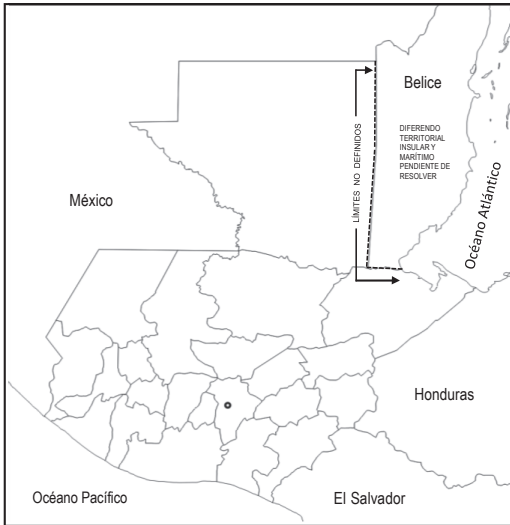 Belice
DIFERENDO
TERRITORIAL
INSULAR Y
MARÍTIMO
PENDIENTE DE
RESOLVER
LÍMITES NO DEFINIDOS
Océano Atlántico
México
Honduras
Océano Pacífico
El Salvador